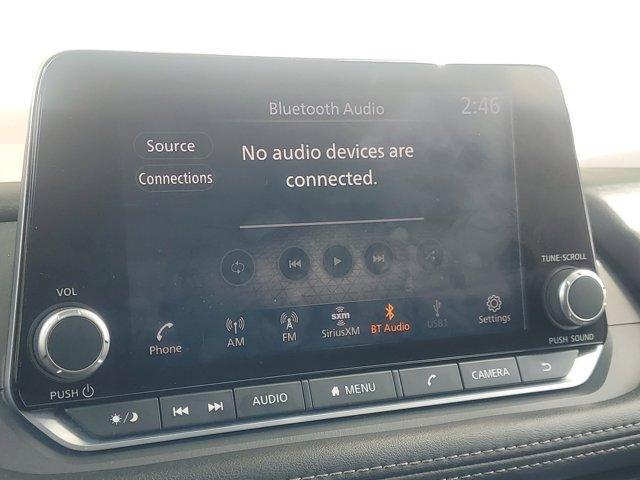 Bluetooth Audio
2:46
Source
Connections
No audio devices are
connected.
VOL
TUNE-SCROLL
Phone
AM
FM
sxm
SiriusXM
BT Audio
USB1
Settings
PUSH
PUSH SOUND
AUDIO
MENU
CAMERA